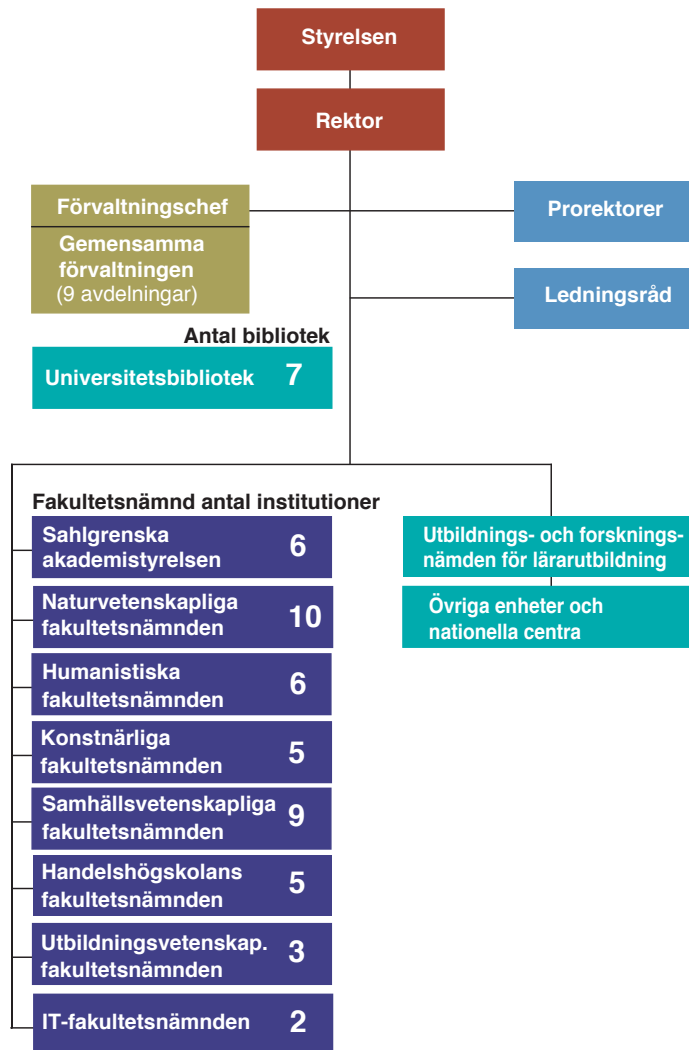 Styrelsen
Rektor
Förvaltningschef
Gemensamma
förvaltningen
(9 avdelningar)
Prorektorer
Ledningsråd
Antal bibliotek
Universitetsbibliotek 7
Fakultetsnämnd antal institutioner
Sahlgrenska
akademistyrelsen 6
Naturvetenskapliga
fakultetsnämnden 10
Humanistiska
fakultetsnämnden 6
Konstnärliga
fakultetsnämnden 5
Samhällsvetenskapliga
fakultetsnämnden 9
Handelshögskolans
fakultetsnämnden 5
Utbildningsvetenskap.
fakultetsnämnden 3
IT-fakultetsnämnden 2
Utbildnings- och forsknings-
nämden för lärarutbildning
Övriga enheter och
nationella centra